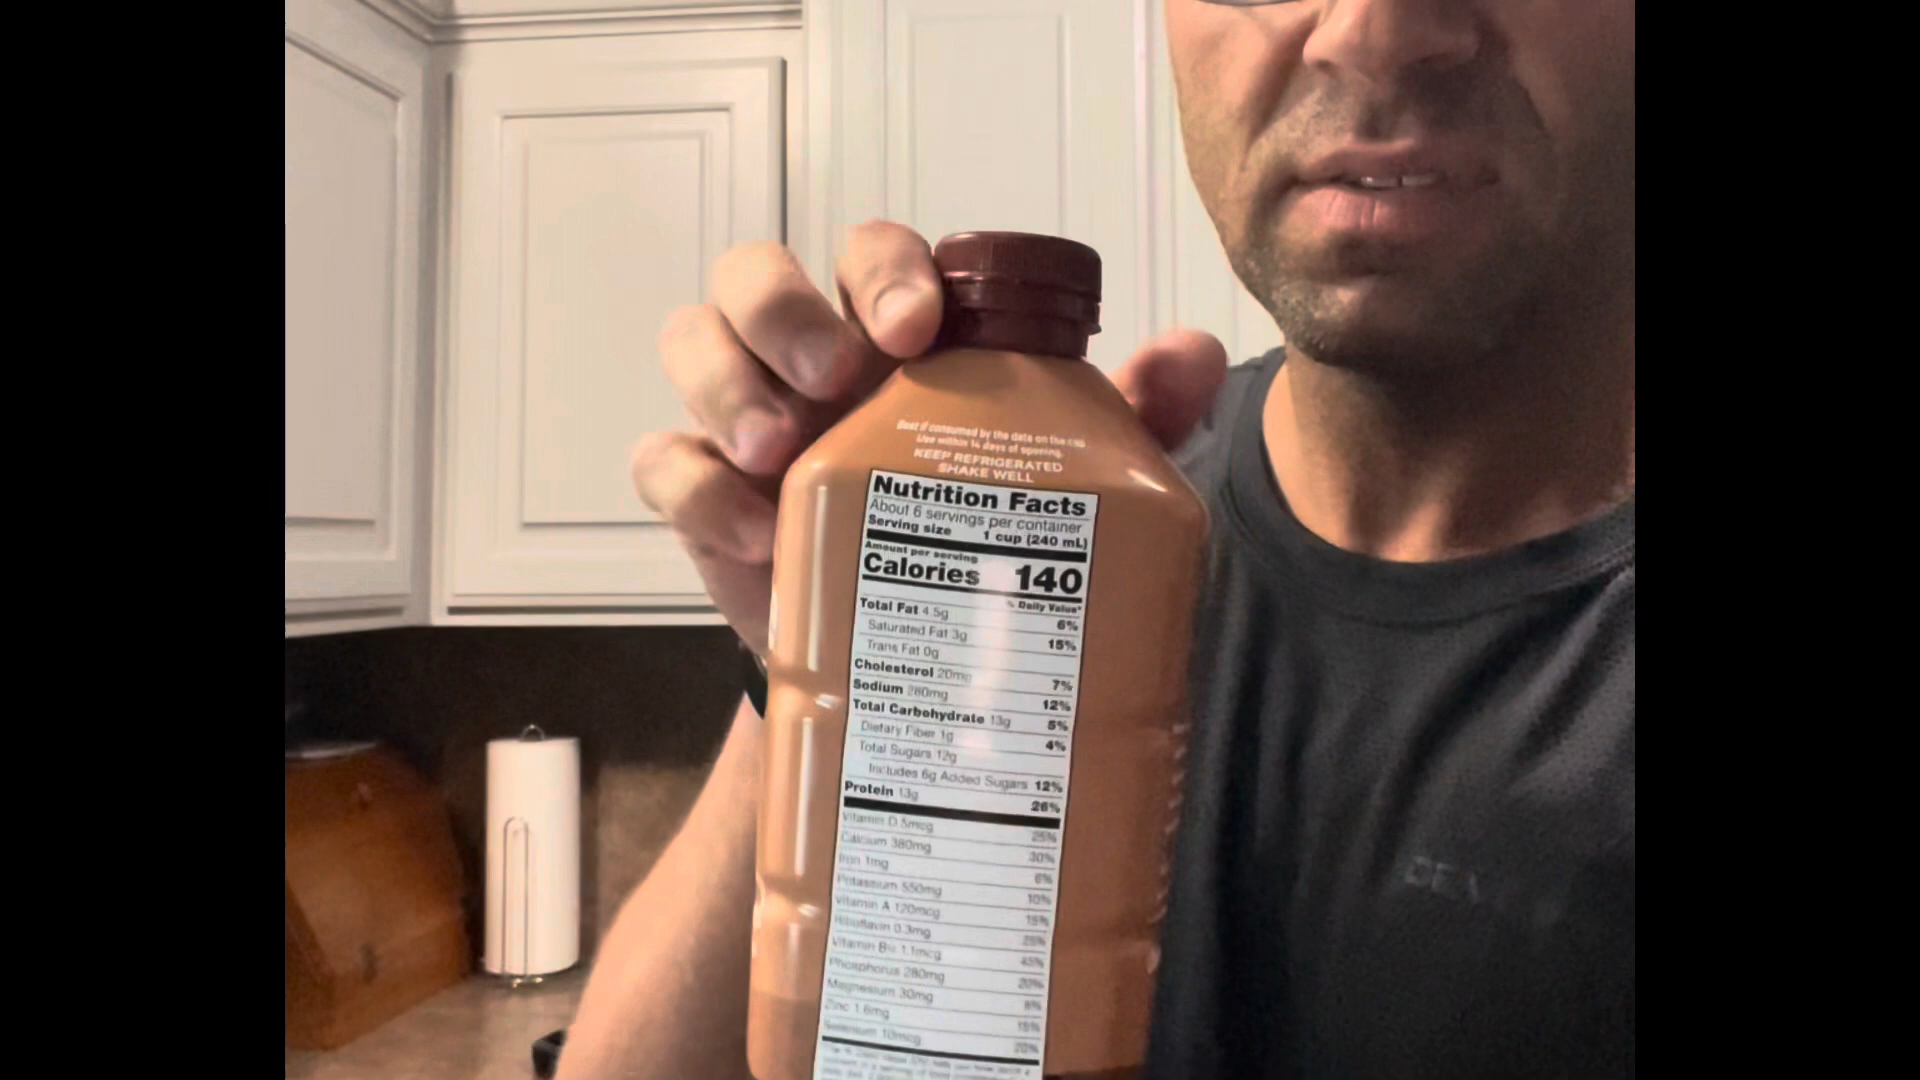 Best if consumed by the date on the cap.
Use within 14 days of opening.
KEEP REFRIGERATED
SHAKE WELL
Nutrition Facts
About 6 servings per container
Serving size 1 cup (240 mL)
Amount per serving
Calories 140
% Daily Value*
Total Fat 4.5g 6%
Saturated Fat 3g 15%
Trans Fat 0g
Cholesterol 20mg 7%
Sodium 280mg 12%
Total Carbohydrate 13g 5%
Dietary Fiber 1g 4%
Total Sugars 12g
Includes 6g Added Sugars 12%
Protein 13g 26%
Vitamin D 5mcg 25%
Calcium 380mg 30%
Iron 1mg 6%
Potassium 550mg 10%
Vitamin A 120mcg 15%
Riboflavin 0.3mg 25%
Vitamin B12 1.1mcg 45%
Phosphorus 280mg 20%
Magnesium 30mg 8%
Zinc 1.6mg 15%
Selenium 10mcg 20%